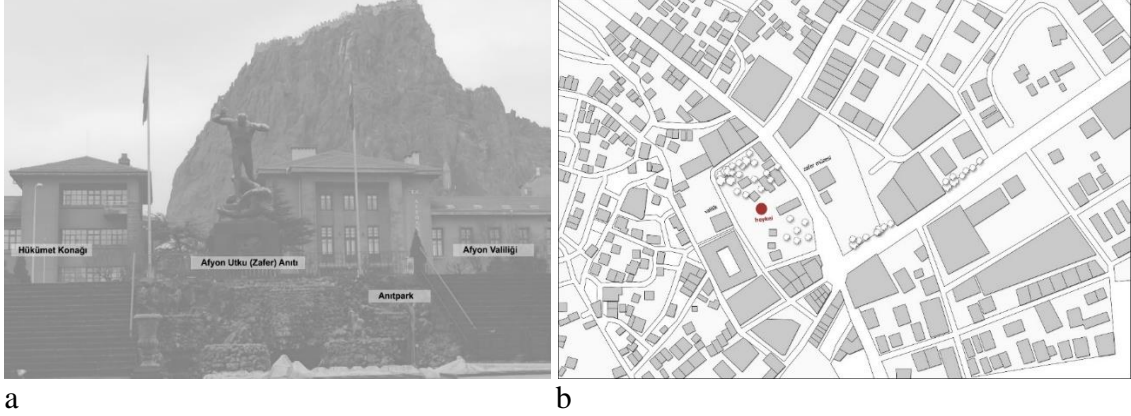 Hükümet Konağı
Afyon Utku (Zafer) Anıtı
Afyon Valiliği
Anıtpark
zafer müzesi
valilik
heykel
a
b